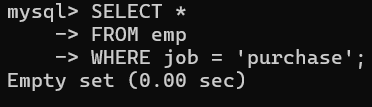 mysql> SELECT *
    -> FROM emp
    -> WHERE job = 'purchase';
Empty set (0.00 sec)